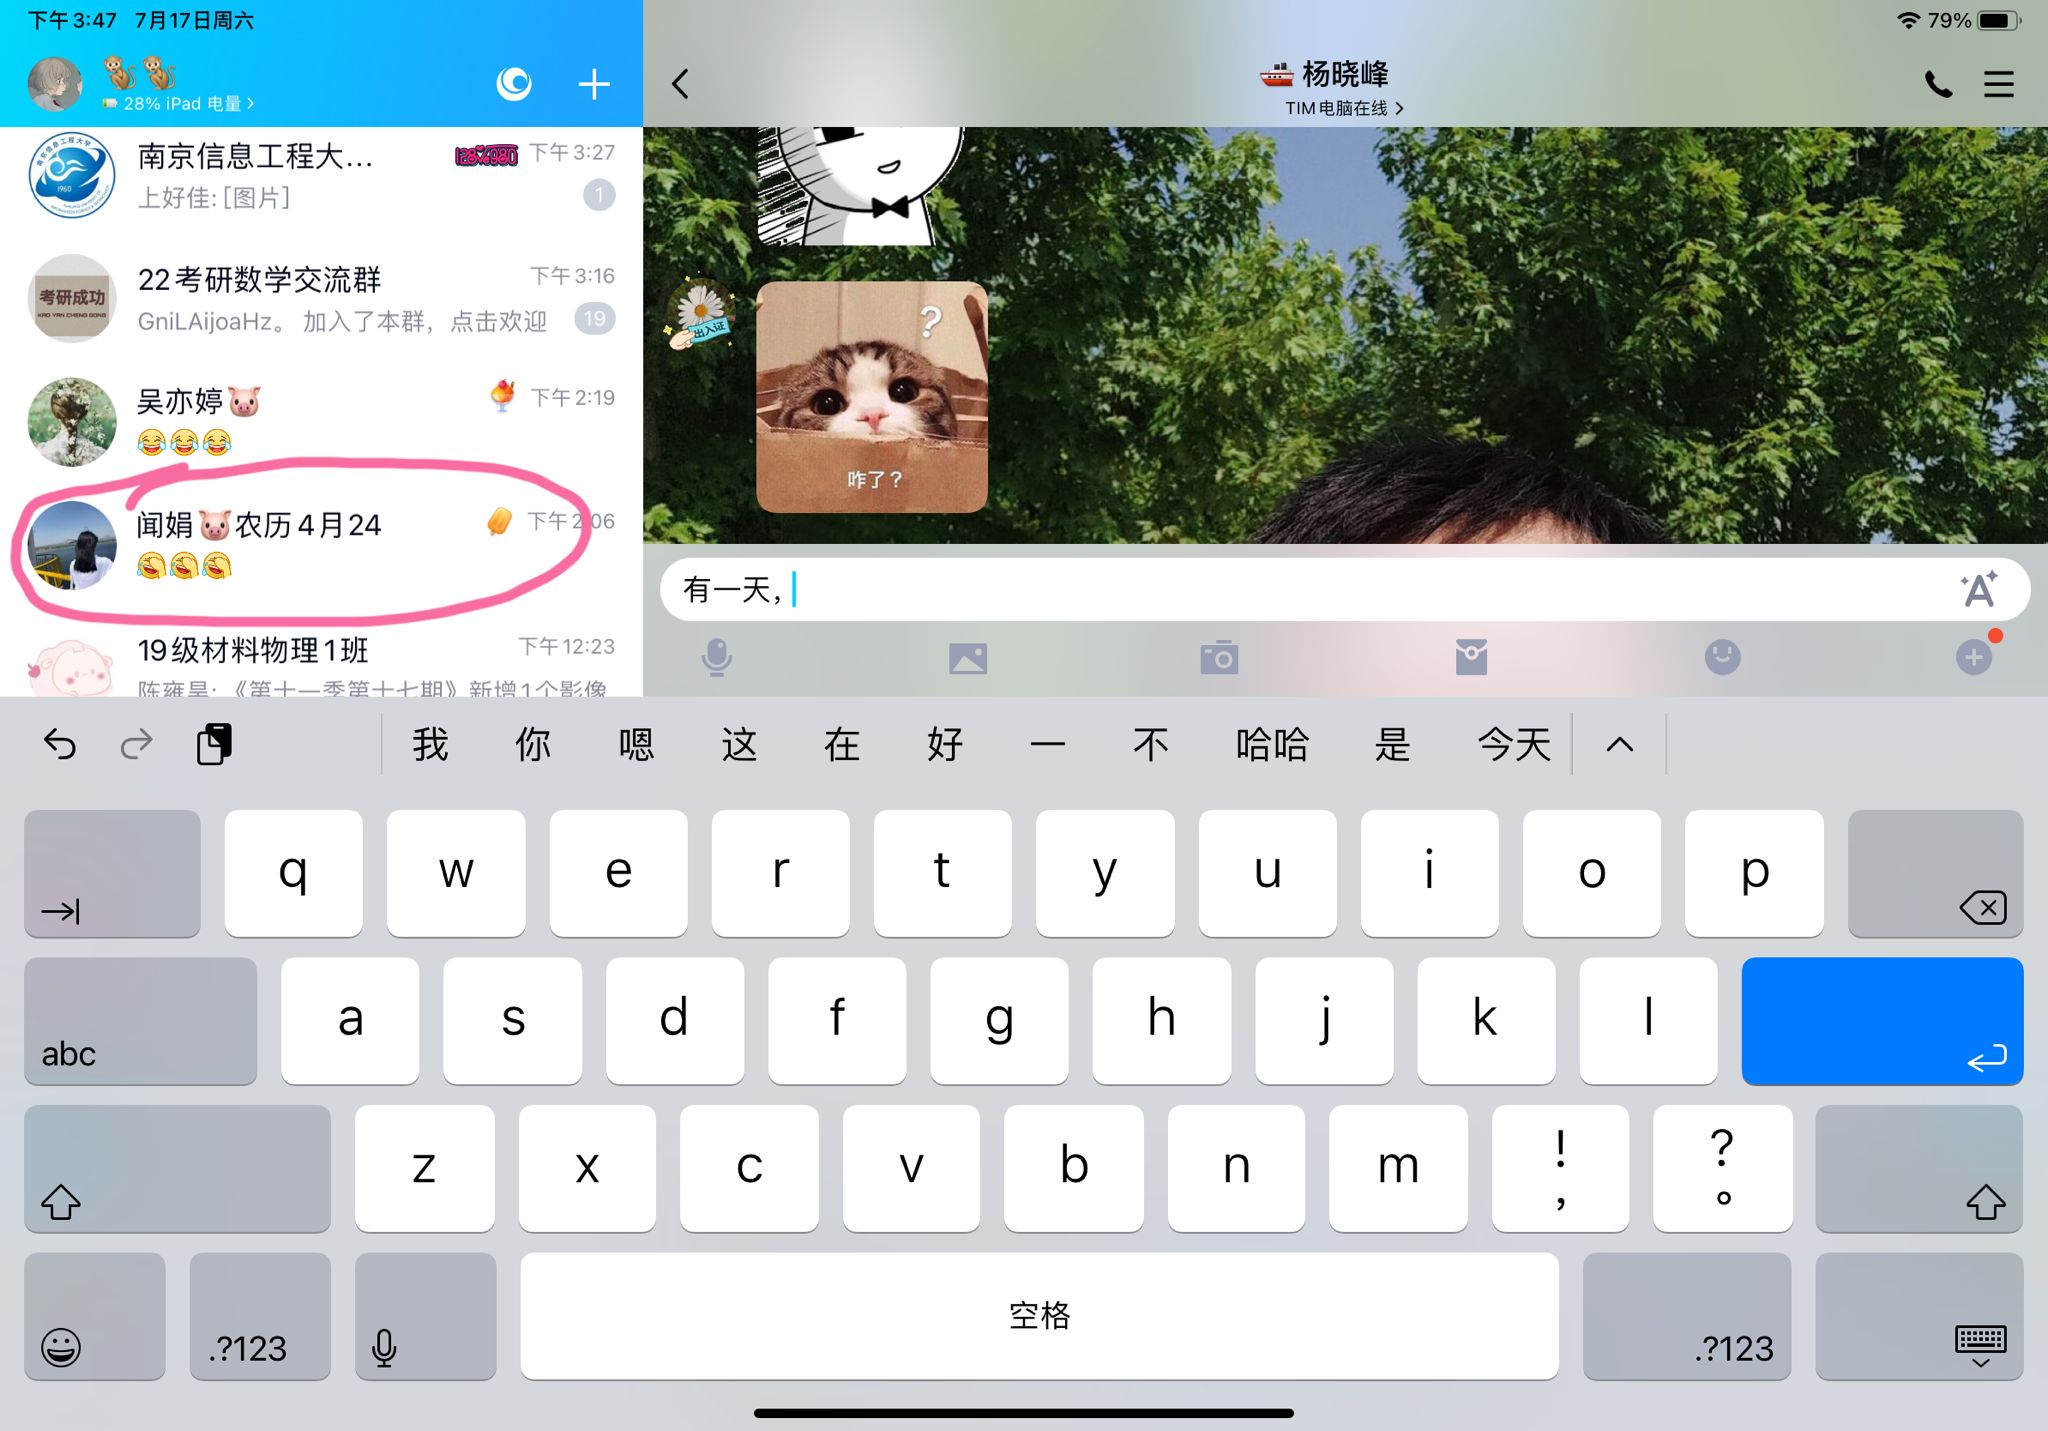 下午3:47 7月17日周六
79%
28% iPad 电量 >
南京信息工程大... 下午3:27
上好佳: [图片] 1
1960
22考研数学交流群 下午3:16
GniLAijoaHz。 加入了本群，点击欢迎 19
考研成功
KAO YAN CHENG GONG
吴亦婷 下午2:19
闻娟 农历4月24 下午2:06
19级材料物理1班 下午12:23
陈雍昊: 《第十一季第十七期》新增1个影像
杨晓峰
TIM电脑在线 >
出入证
?
咋了？
有一天，
我 你 嗯 这 在 好 一 不 哈哈 是 今天
q w e r t y u i o p
abc a s d f g h j k l
z x c v b n m ! , ? 。
.?123 空格 .?123